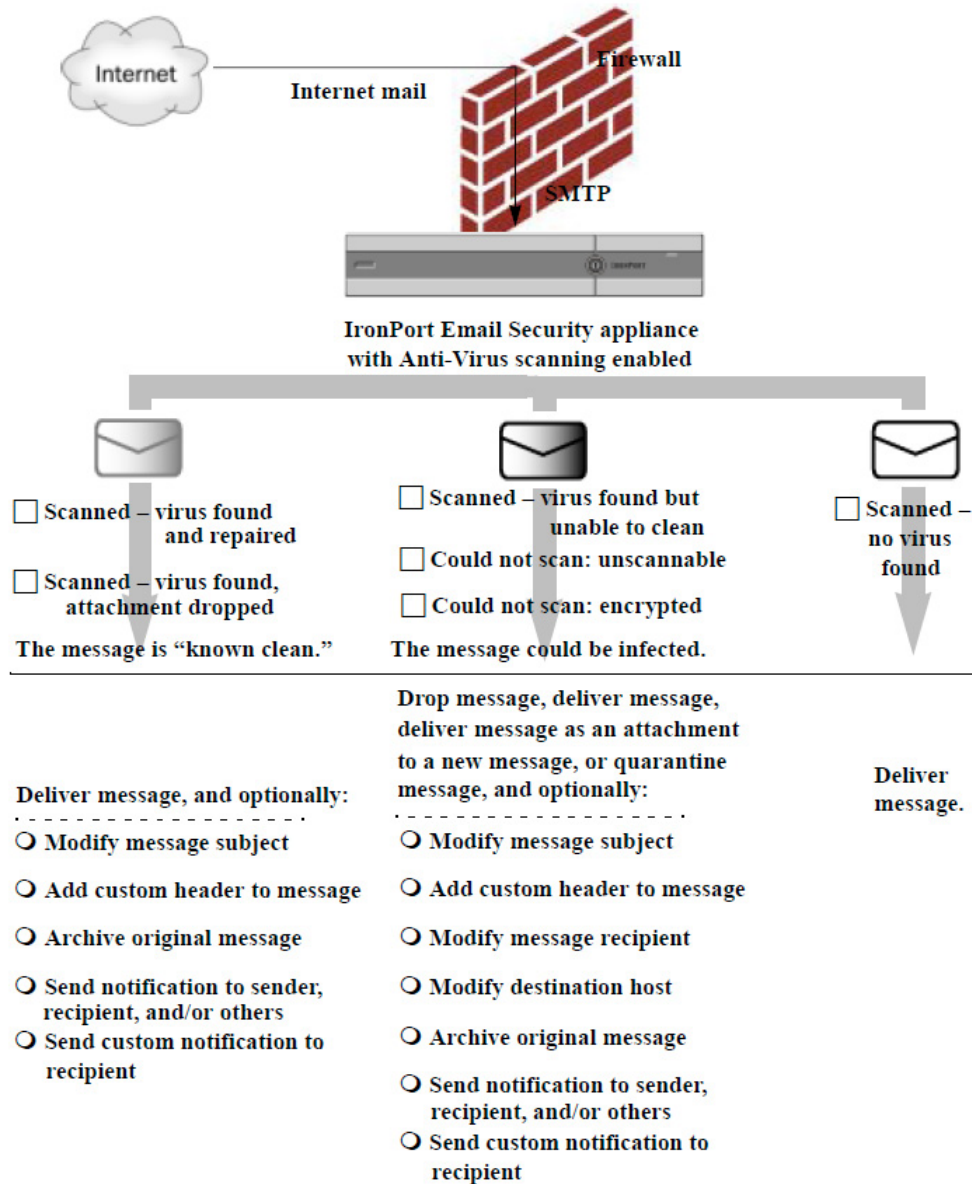 Internet
Firewall
Internet mail
SMTP
IRONPORT
IronPort Email Security appliance
with Anti-Virus scanning enabled
Scanned – virus found
and repaired
Scanned – virus found,
attachment dropped
The message is “known clean.”
Scanned – virus found but
unable to clean
Could not scan: unscannable
Could not scan: encrypted
The message could be infected.
Scanned –
no virus
found
Deliver message, and optionally:
Modify message subject
Add custom header to message
Archive original message
Send notification to sender,
recipient, and/or others
Send custom notification to
recipient
Drop message, deliver message,
deliver message as an attachment
to a new message, or quarantine
message, and optionally:
Modify message subject
Add custom header to message
Modify message recipient
Modify destination host
Archive original message
Send notification to sender,
recipient, and/or others
Send custom notification to
recipient
Deliver
message.